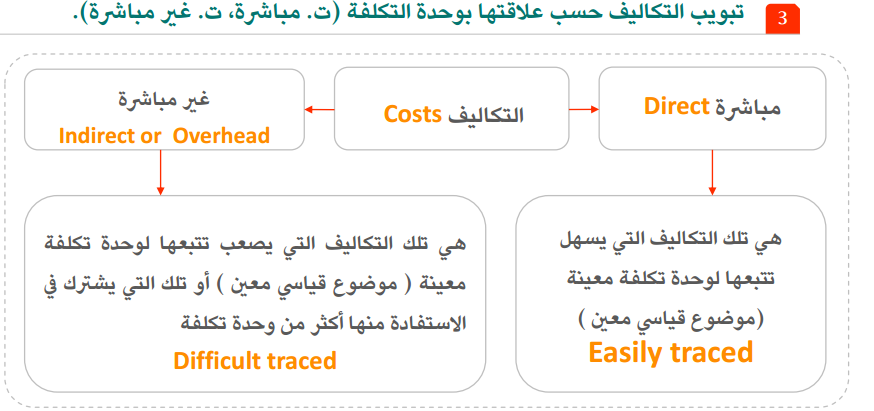 3 تبويب التكاليف حسب علاقتها بوحدة التكلفة (ت. مباشرة، ت. غير مباشرة).
مباشرة Direct
التكاليف Costs
غير مباشرة
Indirect or Overhead
هي تلك التكاليف التي يسهل
تتبعها لوحدة تكلفة معينة
(موضوع قياسي معين )
Easily traced
هي تلك التكاليف التي يصعب تتبعها لوحدة تكلفة
معينة ( موضوع قياسي معين ) أو تلك التي يشترك في
الاستفادة منها أكثر من وحدة تكلفة
Difficult traced